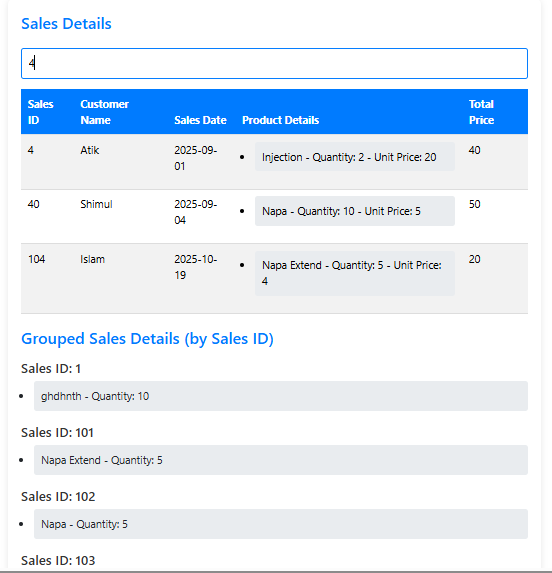 Sales Details
4
Sales ID Customer Name Sales Date Product Details Total Price
4 Atik 2025-09-01 Injection - Quantity: 2 - Unit Price: 20 40
40 Shimul 2025-09-04 Napa - Quantity: 10 - Unit Price: 5 50
104 Islam 2025-10-19 Napa Extend - Quantity: 5 - Unit Price: 4 20
Grouped Sales Details (by Sales ID)
Sales ID: 1
ghdhnth - Quantity: 10
Sales ID: 101
Napa Extend - Quantity: 5
Sales ID: 102
Napa - Quantity: 5
Sales ID: 103